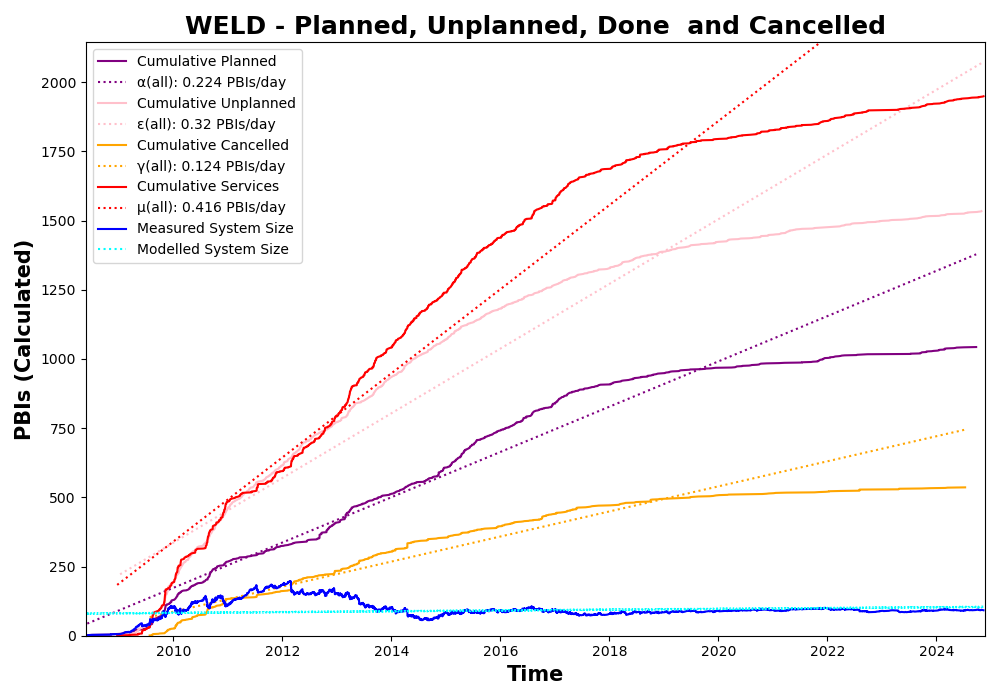 WELD - Planned, Unplanned, Done  and Cancelled
Cumulative Planned
α(all): 0.224 PBIs/day
Cumulative Unplanned
ε(all): 0.32 PBIs/day
Cumulative Cancelled
γ(all): 0.124 PBIs/day
Cumulative Services
μ(all): 0.416 PBIs/day
Measured System Size
Modelled System Size
PBIs (Calculated)
2000
1750
1500
1250
1000
750
500
250
0
2010 2012 2014 2016 2018 2020 2022 2024
Time